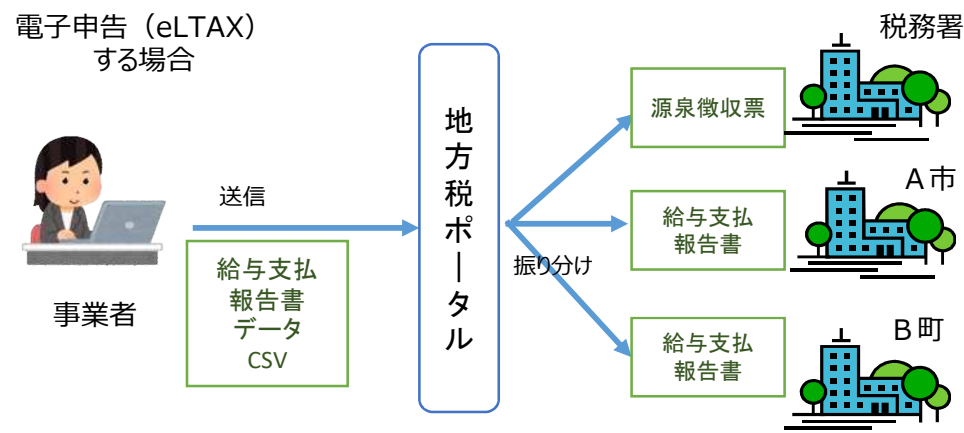 電子申告（eLTAX）
する場合
事業者
送信
給与支払
報告書
データ
CSV
地方税ポータル
振り分け
源泉徴収票
税務署
給与支払
報告書
A市
給与支払
報告書
B町